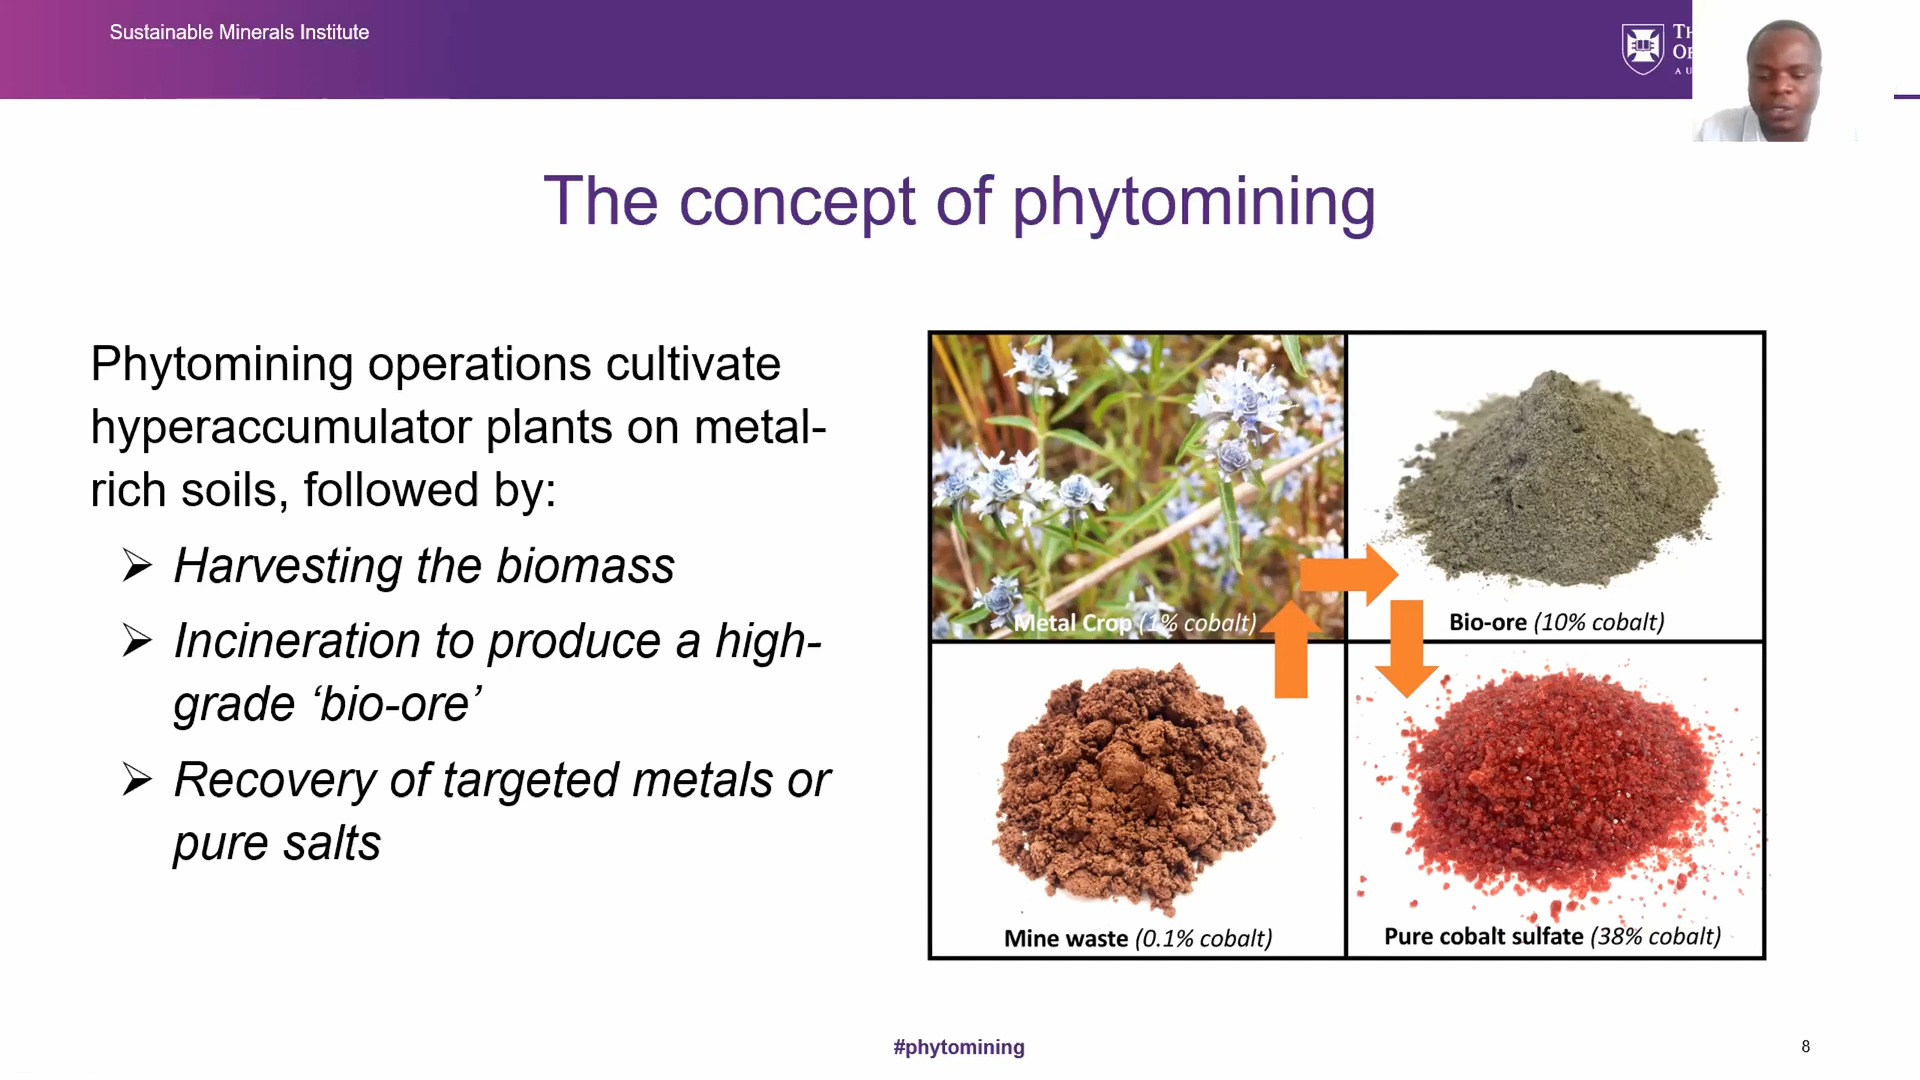 Sustainable Minerals Institute
The concept of phytomining
Phytomining operations cultivate
hyperaccumulator plants on metal-
rich soils, followed by:
➢ Harvesting the biomass
➢ Incineration to produce a high-
grade ‘bio-ore’
➢ Recovery of targeted metals or
pure salts
Metal Crop (1% cobalt)
Bio-ore (10% cobalt)
Mine waste (0.1% cobalt)
Pure cobalt sulfate (38% cobalt)
#phytomining
8